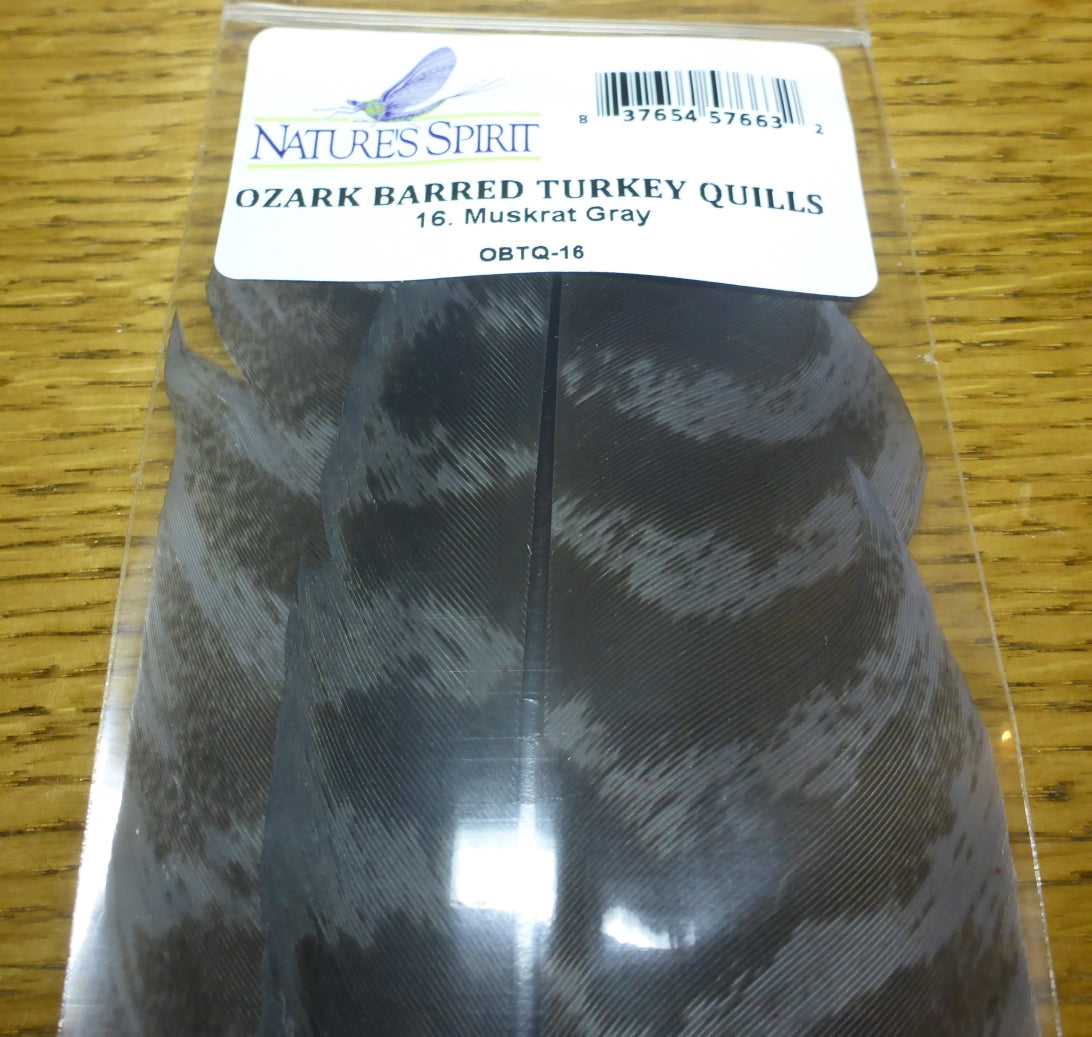 NATURE'S SPIRIT
8 37654 57663 2
OZARK BARRED TURKEY QUILLS
16. Muskrat Gray
OBTQ-16